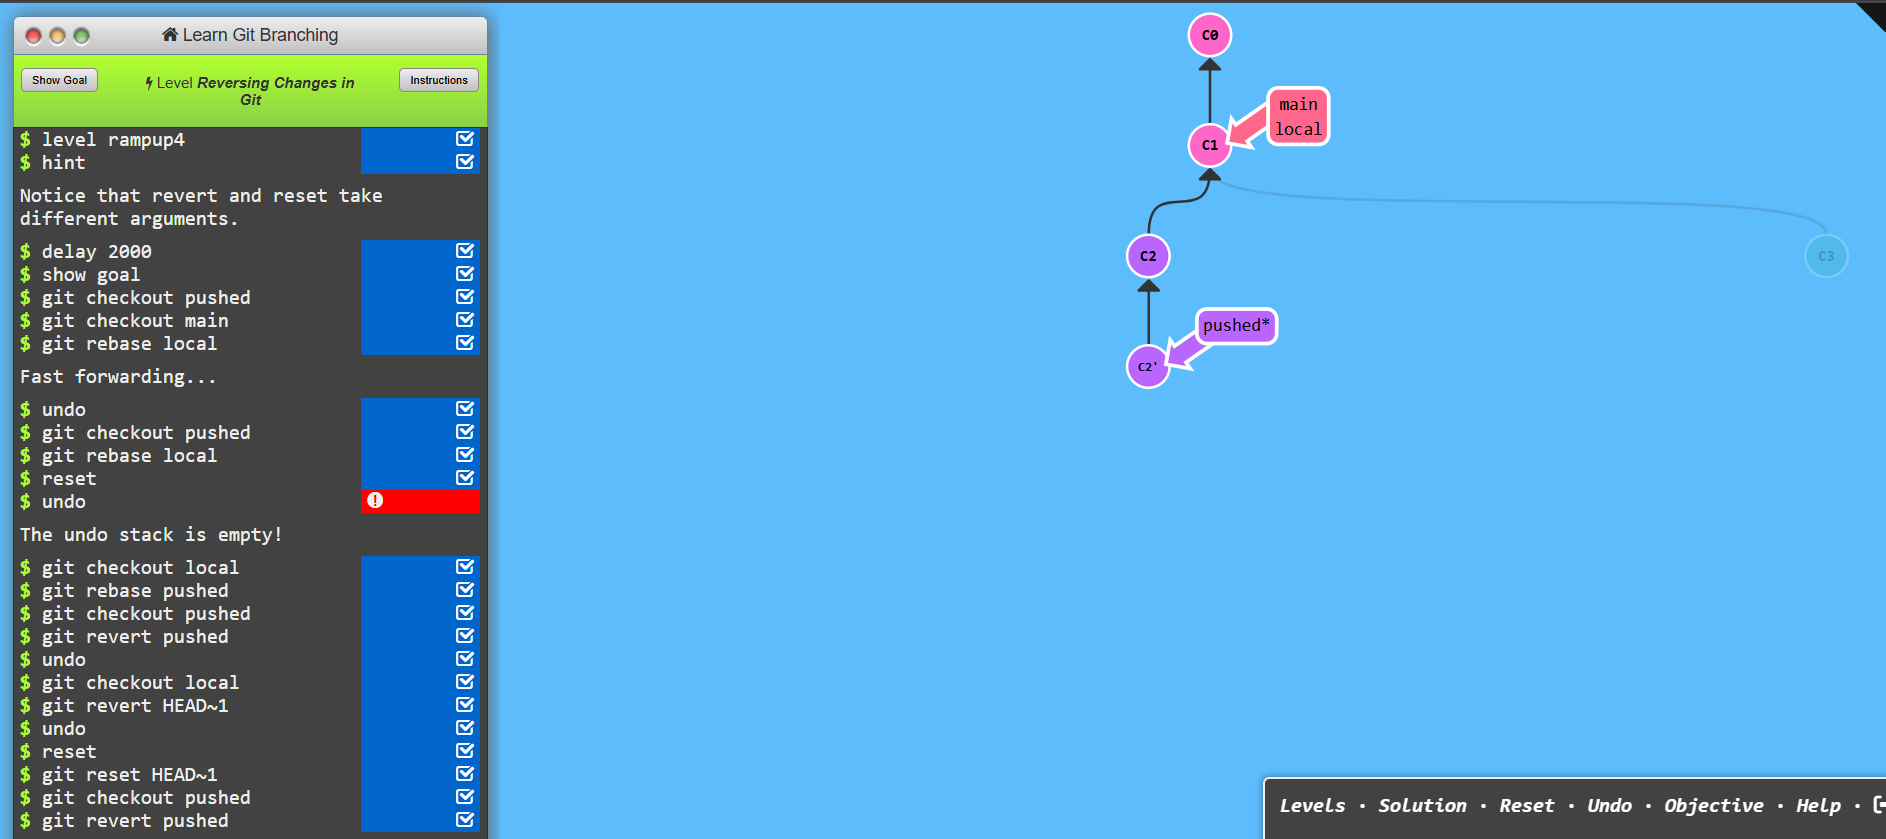 Learn Git Branching
Show Goal
Level Reversing Changes in
Git
Instructions
$ level rampup4
$ hint
Notice that revert and reset take
different arguments.
$ delay 2000
$ show goal
$ git checkout pushed
$ git checkout main
$ git rebase local
Fast forwarding...
$ undo
$ git checkout pushed
$ git rebase local
$ reset
$ undo
The undo stack is empty!
$ git checkout local
$ git rebase pushed
$ git checkout pushed
$ git revert pushed
$ undo
$ git checkout local
$ git revert HEAD~1
$ undo
$ reset
$ git reset HEAD~1
$ git checkout pushed
$ git revert pushed
C0
main
local
C1
C2
C3
pushed*
C2'
Levels · Solution · Reset · Undo · Objective · Help ·